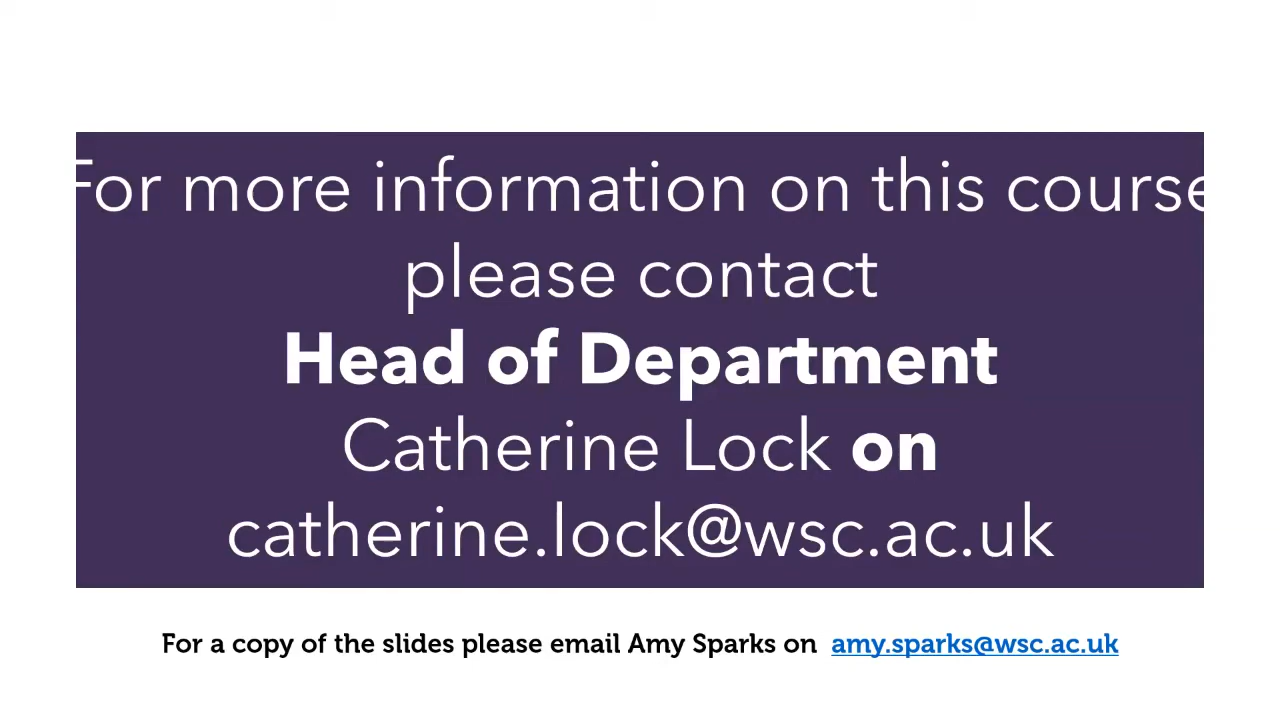 For more information on this course
please contact
Head of Department
Catherine Lock on
catherine.lock@wsc.ac.uk
For a copy of the slides please email Amy Sparks on amy.sparks@wsc.ac.uk